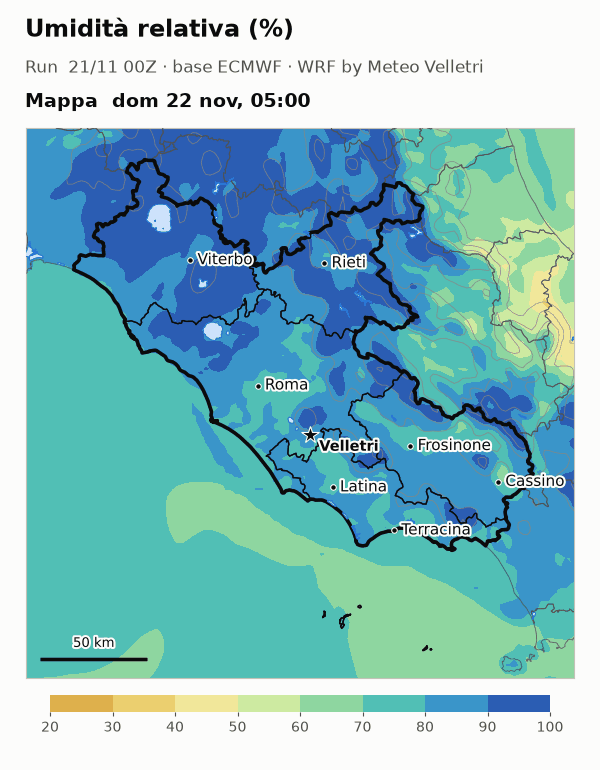 Umidità relativa (%)
Run 21/11 00Z · base ECMWF · WRF by Meteo Velletri
Mappa dom 22 nov, 05:00
Viterbo
Rieti
Roma
Velletri
Frosinone
Cassino
Latina
Terracina
50 km
20 30 40 50 60 70 80 90 100